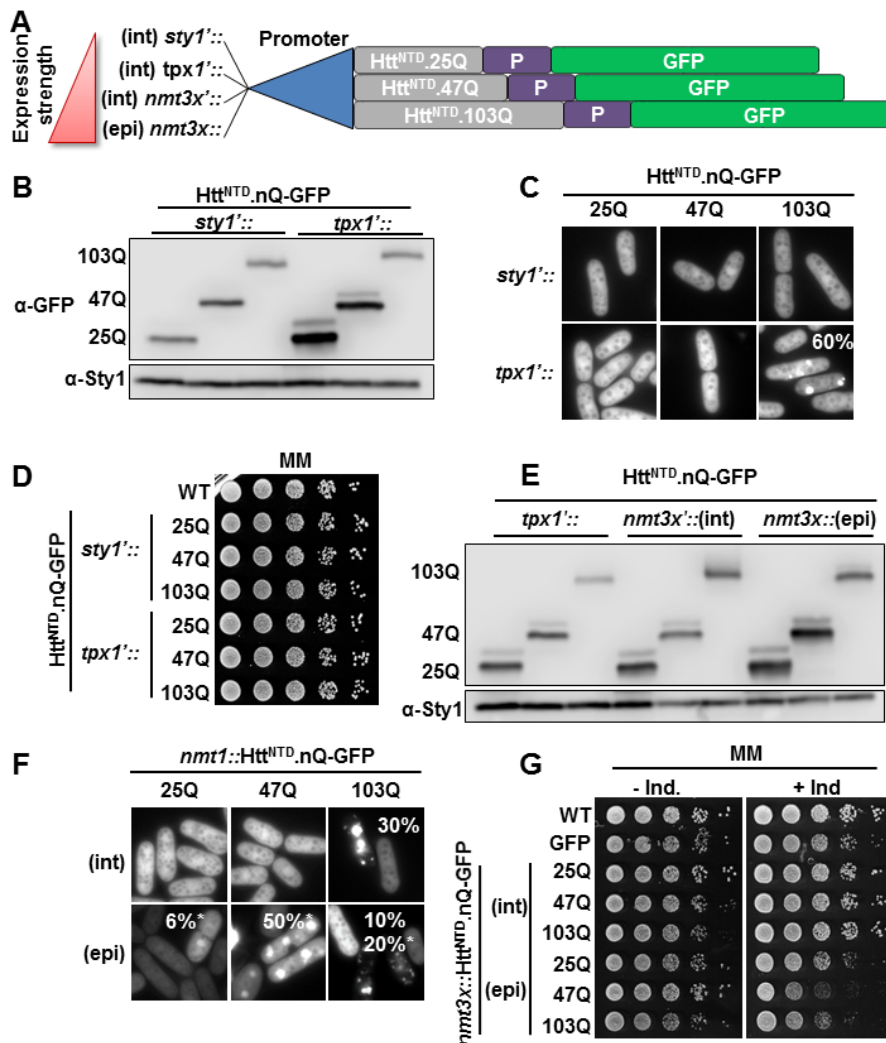 A
Expression strength
(int) sty1'::
(int) tpx1'::
(int) nmt3x'::
(epi) nmt3x::
Promoter
Htt^NTD.25Q P GFP
Htt^NTD.47Q P GFP
Htt^NTD.103Q P GFP
B
Htt^NTD.nQ-GFP
sty1':: tpx1'::
α-GFP
103Q
47Q
25Q
α-Sty1
C
Htt^NTD.nQ-GFP
25Q 47Q 103Q
sty1'::
tpx1'::
60%
D
MM
WT
Htt^NTD.nQ-GFP
sty1'::
25Q
47Q
103Q
tpx1'::
25Q
47Q
103Q
E
Htt^NTD.nQ-GFP
tpx1':: nmt3x'::(int) nmt3x::(epi)
103Q
47Q
25Q
α-Sty1
F
nmt1::Htt^NTD.nQ-GFP
25Q 47Q 103Q
(int)
30%
(epi)
6%* 50%* 10%
20%*
G
MM
- Ind. + Ind
WT
GFP
nmt3x::Htt^NTD.nQ-GFP
(int)
25Q
47Q
103Q
(epi)
25Q
47Q
103Q